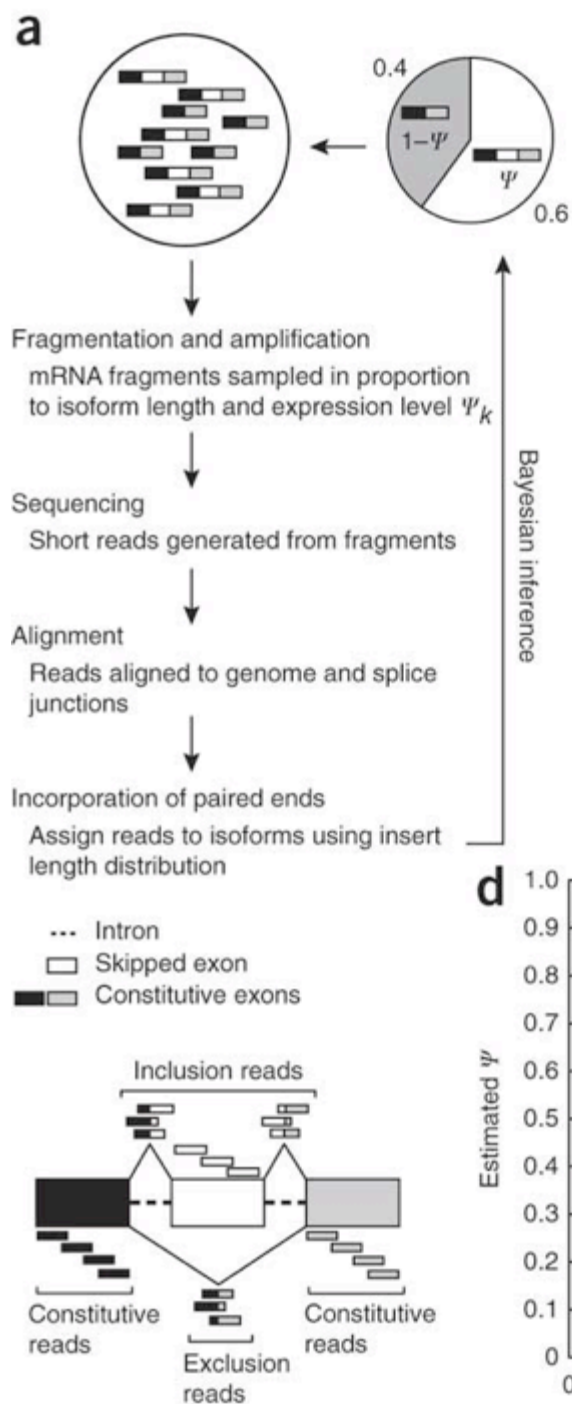 a
0.4
1–Ψ
Ψ
0.6
Fragmentation and amplification
mRNA fragments sampled in proportion
to isoform length and expression level Ψk
Sequencing
Short reads generated from fragments
Alignment
Reads aligned to genome and splice
junctions
Incorporation of paired ends
Assign reads to isoforms using insert
length distribution
Bayesian inference
Intron
Skipped exon
Constitutive exons
Inclusion reads
Constitutive
reads
Exclusion
reads
Constitutive
reads
d
Estimated Ψ
1.0
0.9
0.8
0.7
0.6
0.5
0.4
0.3
0.2
0.1
0
0